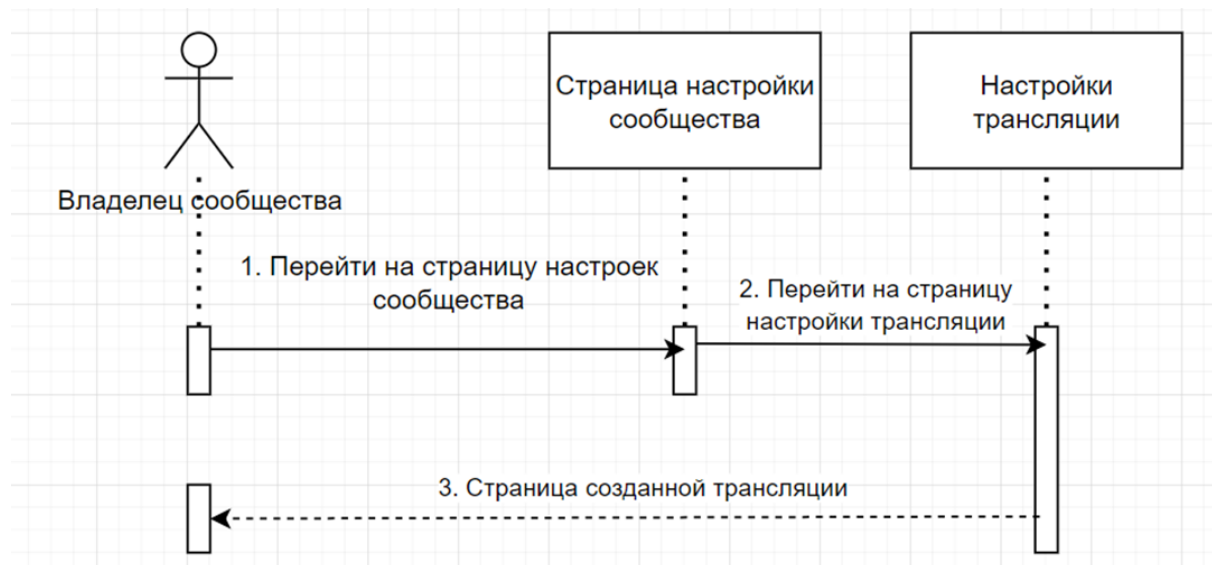 Страница настройки
сообщества
Настройки
трансляции
Владелец сообщества
1. Перейти на страницу настроек
сообщества
2. Перейти на страницу
настройки трансляции
3. Страница созданной трансляции